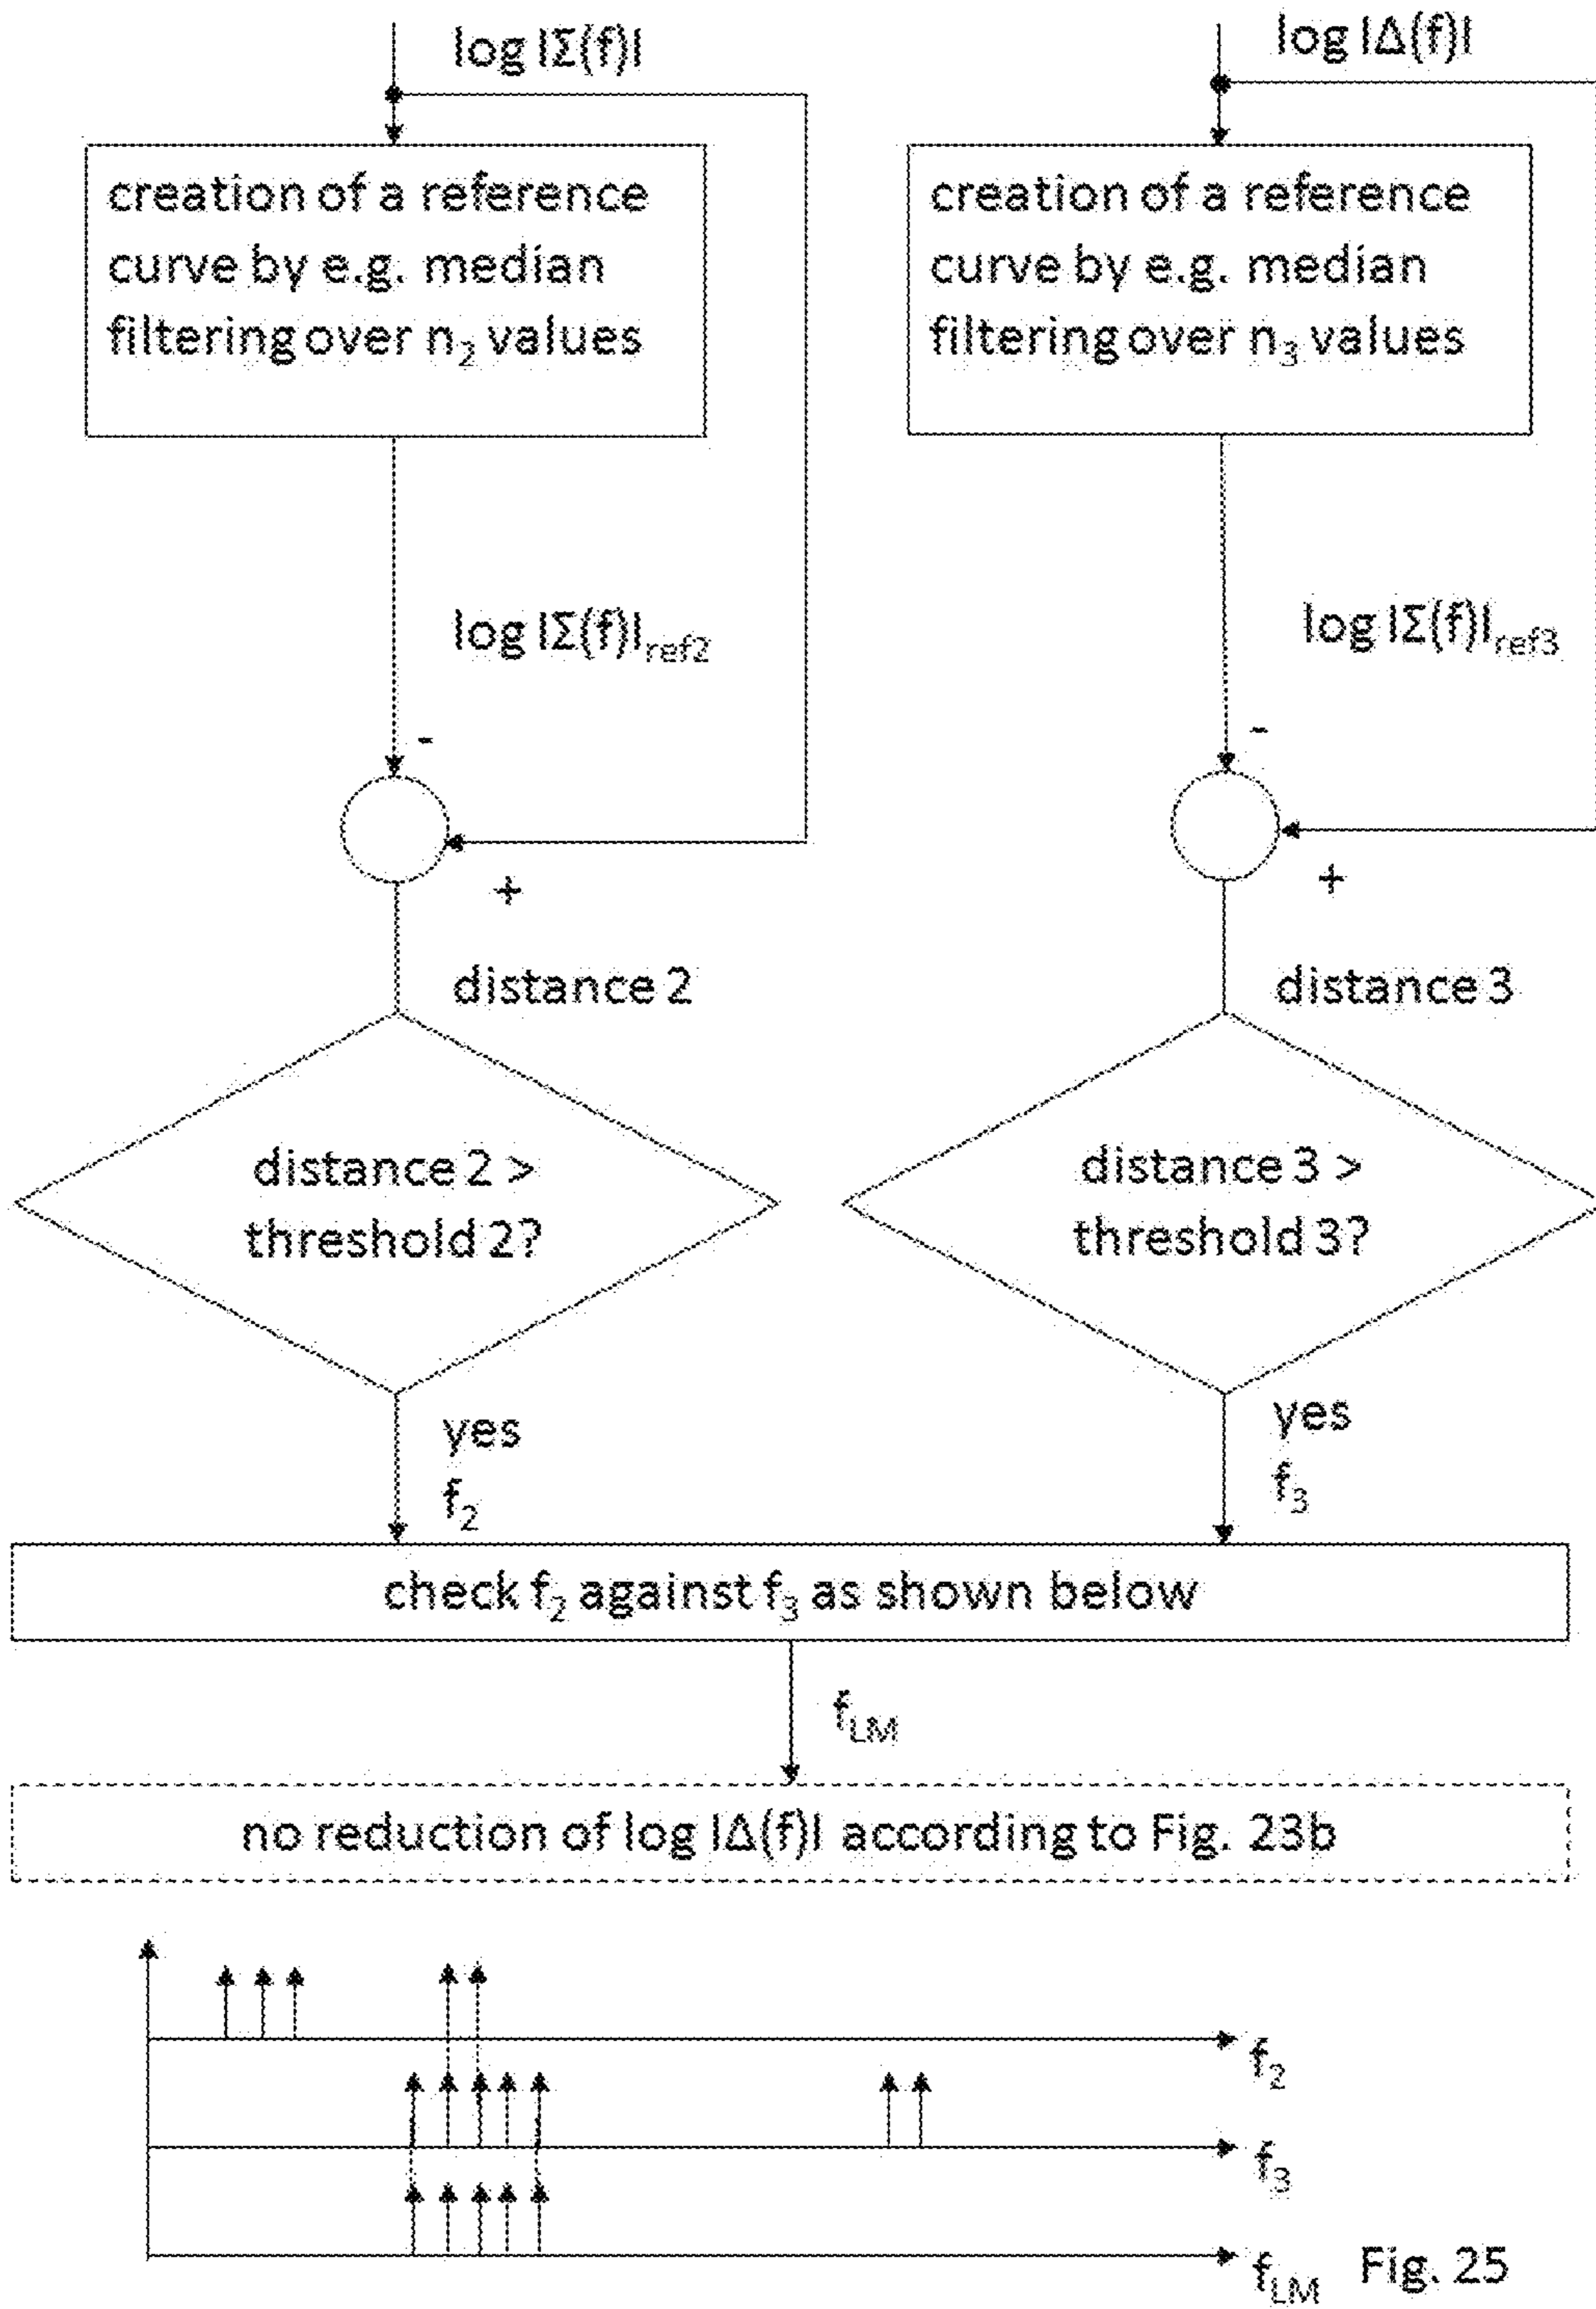 log |Σ(f)|
creation of a reference
curve by e.g. median
filtering over n₂ values
log |Σ(f)|ref2
-
+
distance 2
distance 2 >
threshold 2?
yes
f₂
log |Δ(f)|
creation of a reference
curve by e.g. median
filtering over n₃ values
log |Σ(f)|ref3
-
+
distance 3
distance 3 >
threshold 3?
yes
f₃
check f₂ against f₃ as shown below
fLM
no reduction of log |Δ(f)| according to Fig. 23b
f₂
f₃
fLM
Fig. 25